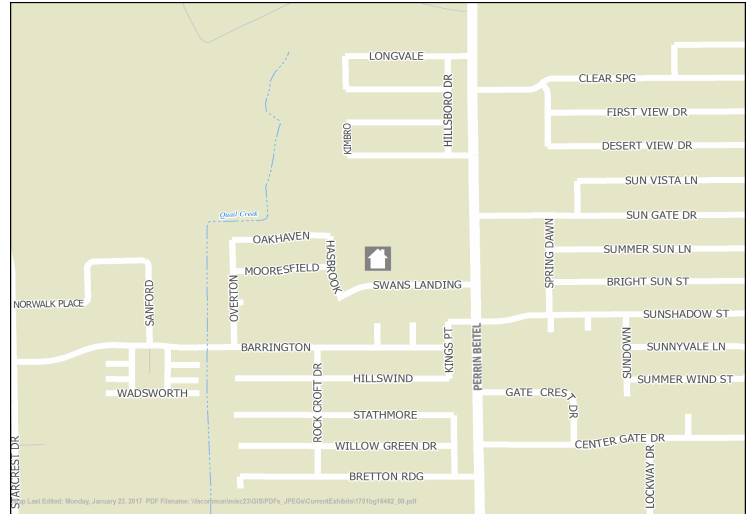 LONGVALE
CLEAR SPG
HILLSBORO DR
FIRST VIEW DR
KIMBRO
DESERT VIEW DR
SUN VISTA LN
Quail Creek
SUN GATE DR
OAKHAVEN
HASBROOK
SPRING DAWN
SUMMER SUN LN
MOORESFIELD
SWANS LANDING
BRIGHT SUN ST
OVERTON
SANFORD
NORWALK PLACE
SUNSHADOW ST
BARRINGTON
KINGS PT.
PERRIN BEITEL
SUNDOWN
SUNNYVALE LN
HILLSWIND
SUMMER WIND ST
WADSWORTH
ROCK CROFT DR
GATE CREST DR
STATHMORE
WILLOW GREEN DR
CENTER GATE DR
STARCREST DR
BRETTON RDG
LOCKWAY DR
Map Last Edited: Monday, January 23, 2017 PDF Filename: